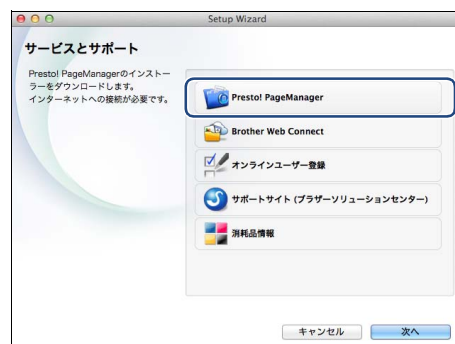 Setup Wizard
サービスとサポート
Presto! PageManagerのインストー
ラーをダウンロードします。
インターネットへの接続が必要です。
Presto! PageManager
Brother Web Connect
オンラインユーザー登録
サポートサイト (ブラザーソリューションセンター)
消耗品情報
キャンセル
次へ